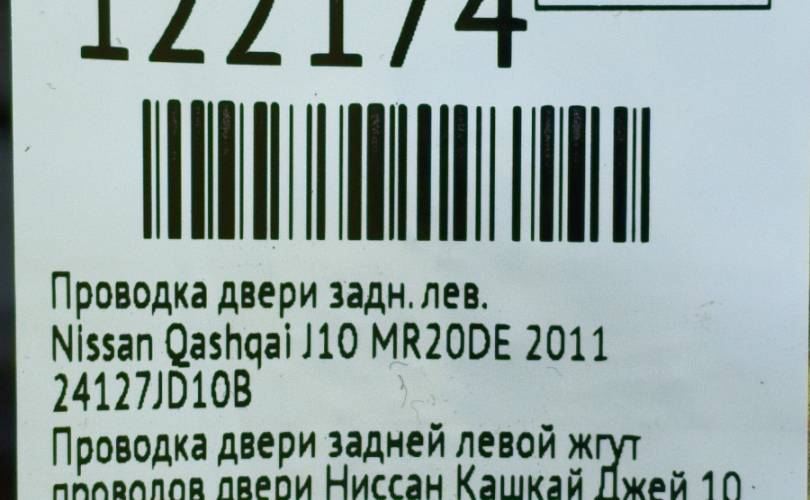 122174
Проводка двери задн. лев.
Nissan Qashqai J10 MR20DE 2011
24127JD10B
Проводка двери задней левой жгут
проводов двери Ниссан Кашкай Джей 10